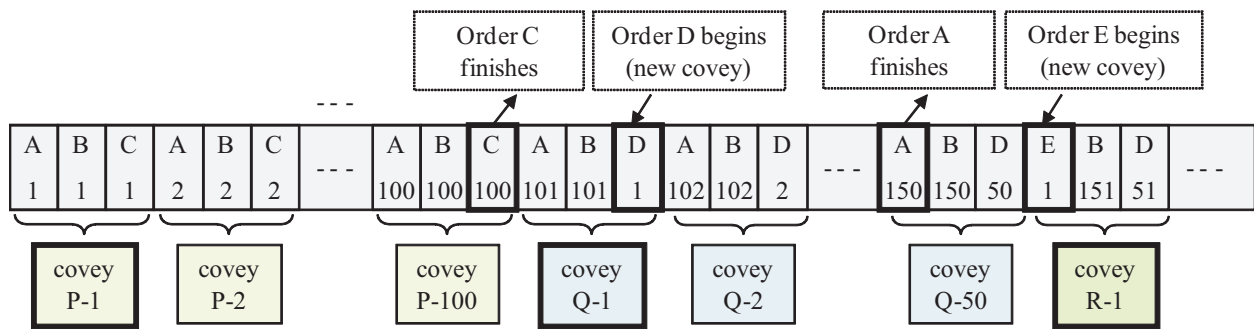 Order C
finishes
Order D begins
(new covey)
Order A
finishes
Order E begins
(new covey)
- - -
A B C A B C - - - A B C A B D A B D - - - A B D E B D - - -
1 1 1 2 2 2 100 100 100 101 101 1 102 102 2 150 150 50 1 151 51
covey
P-1
covey
P-2
covey
P-100
covey
Q-1
covey
Q-2
covey
Q-50
covey
R-1